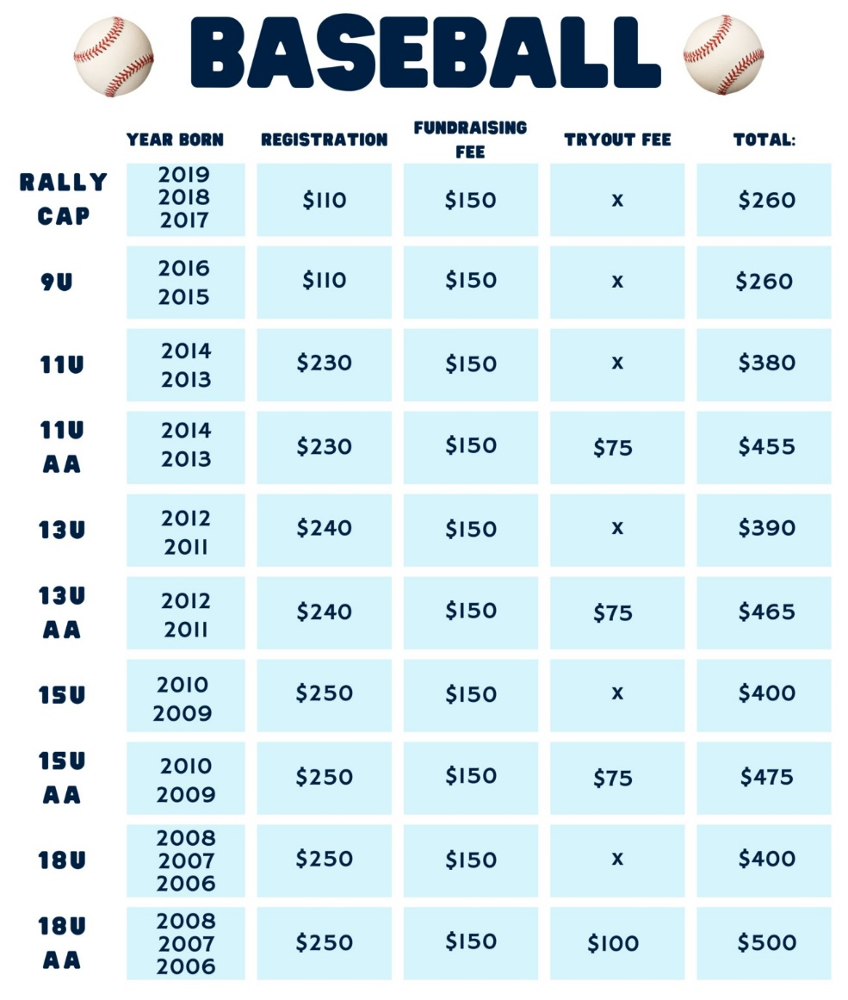 BASEBALL
YEAR BORN REGISTRATION FUNDRAISING FEE TRYOUT FEE TOTAL:
RALLY CAP 2019 2018 2017 $110 $150 X $260
9U 2016 2015 $110 $150 X $260
11U 2014 2013 $230 $150 X $380
11U AA 2014 2013 $230 $150 $75 $455
13U 2012 2011 $240 $150 X $390
13U AA 2012 2011 $240 $150 $75 $465
15U 2010 2009 $250 $150 X $400
15U AA 2010 2009 $250 $150 $75 $475
18U 2008 2007 2006 $250 $150 X $400
18U AA 2008 2007 2006 $250 $150 $100 $500